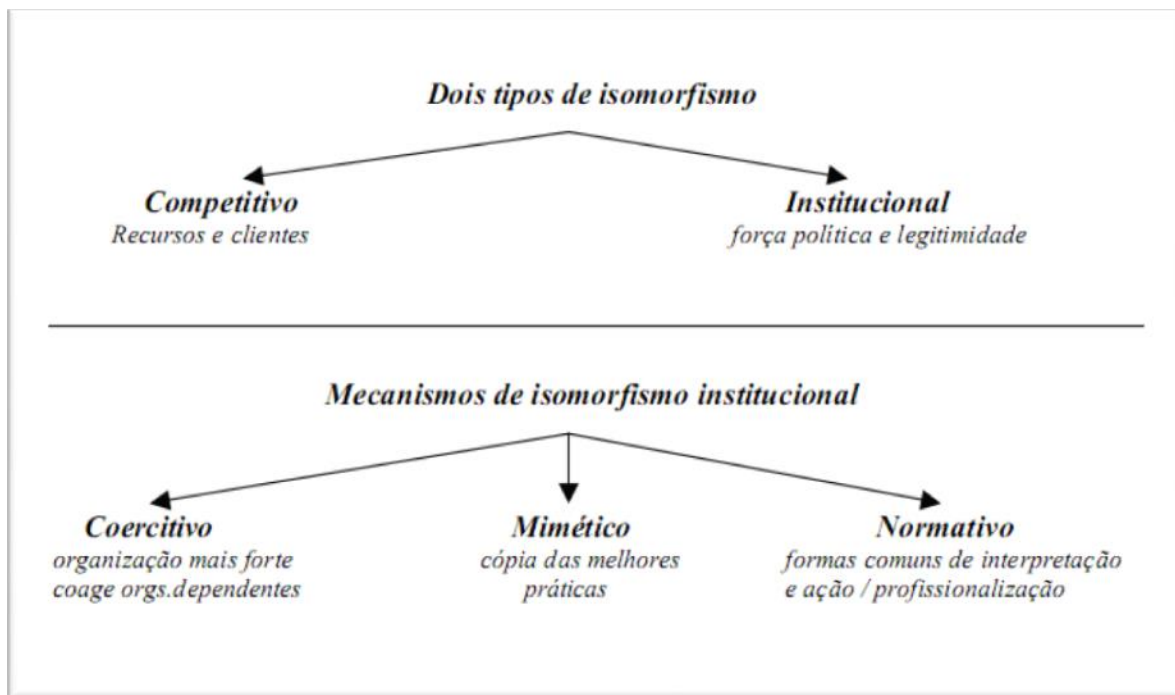 Dois tipos de isomorfismo
Competitivo
Recursos e clientes
Institucional
força política e legitimidade
Mecanismos de isomorfismo institucional
Coercitivo
organização mais forte
coage orgs.dependentes
Mimético
cópia das melhores
práticas
Normativo
formas comuns de interpretação
e ação / profissionalização